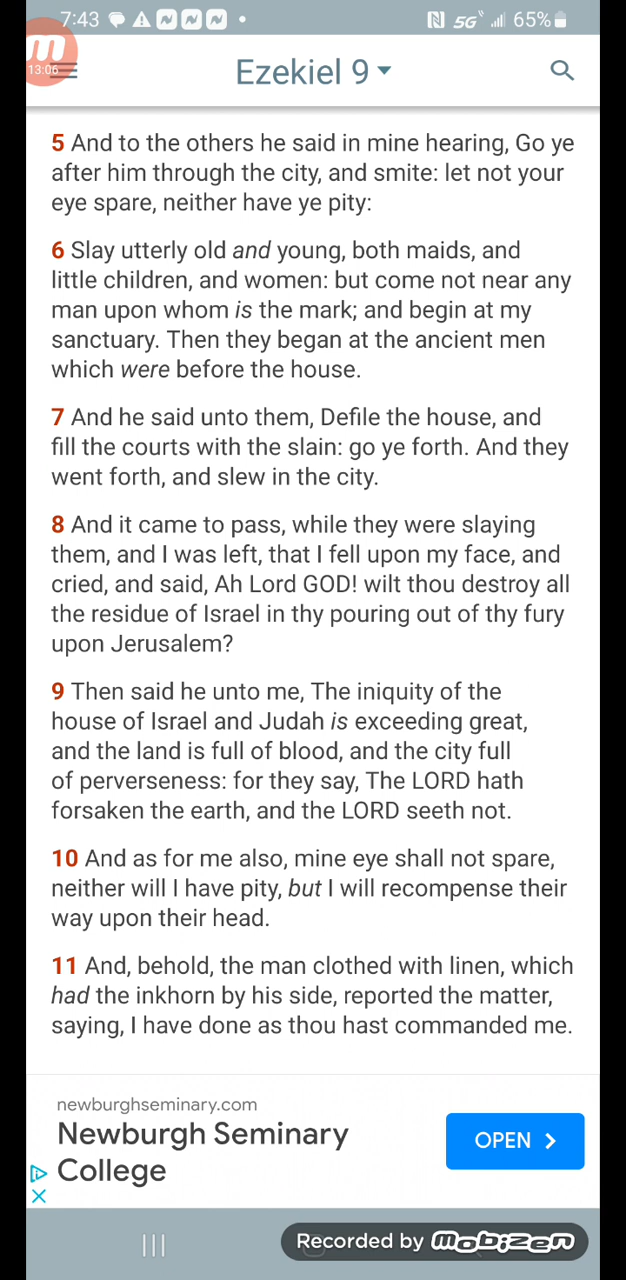 7:43
5G
65%
m
13:06
Ezekiel 9
5 And to the others he said in mine hearing, Go ye
after him through the city, and smite: let not your
eye spare, neither have ye pity:
6 Slay utterly old and young, both maids, and
little children, and women: but come not near any
man upon whom is the mark; and begin at my
sanctuary. Then they began at the ancient men
which were before the house.
7 And he said unto them, Defile the house, and
fill the courts with the slain: go ye forth. And they
went forth, and slew in the city.
8 And it came to pass, while they were slaying
them, and I was left, that I fell upon my face, and
cried, and said, Ah Lord GOD! wilt thou destroy all
the residue of Israel in thy pouring out of thy fury
upon Jerusalem?
9 Then said he unto me, The iniquity of the
house of Israel and Judah is exceeding great,
and the land is full of blood, and the city full
of perverseness: for they say, The LORD hath
forsaken the earth, and the LORD seeth not.
10 And as for me also, mine eye shall not spare,
neither will I have pity, but I will recompense their
way upon their head.
11 And, behold, the man clothed with linen, which
had the inkhorn by his side, reported the matter,
saying, I have done as thou hast commanded me.
newburghseminary.com
Newburgh Seminary
College
OPEN
Recorded by mobizen